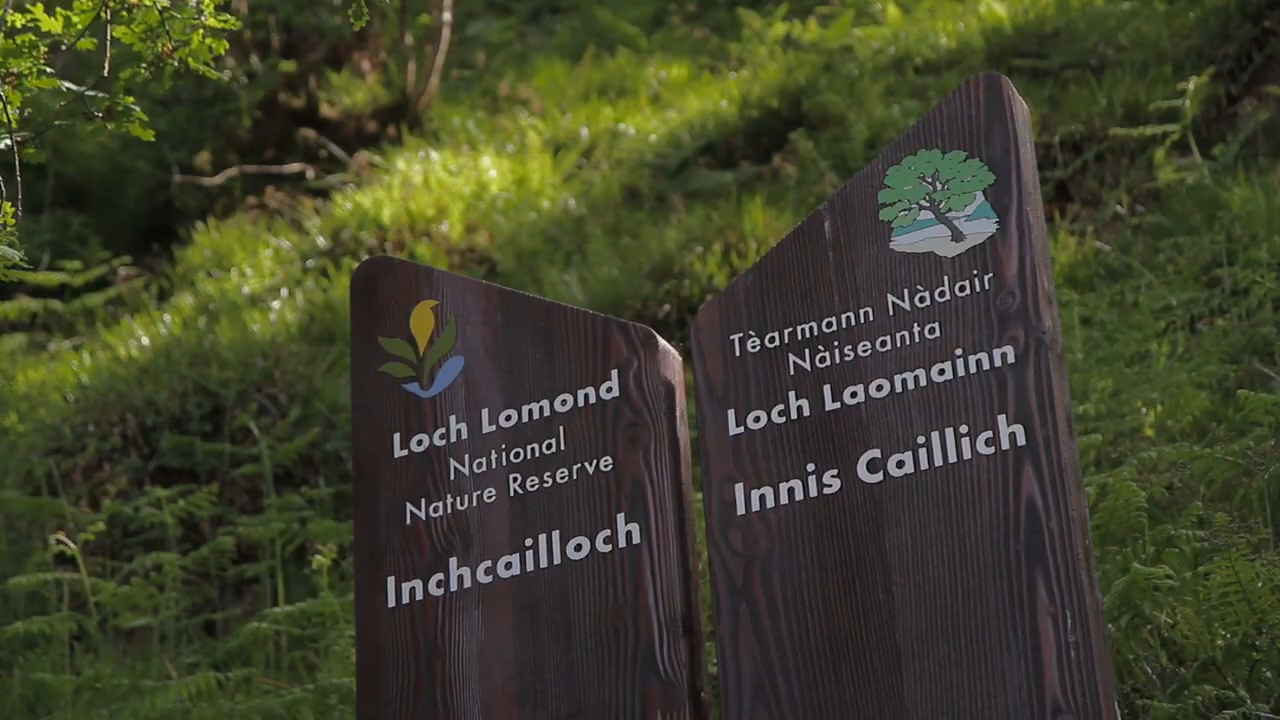 Loch Lomond
National
Nature Reserve
Inchcailloch
Tèarmann Nàdair
Nàiseanta
Loch Laomainn
Innis Caillich